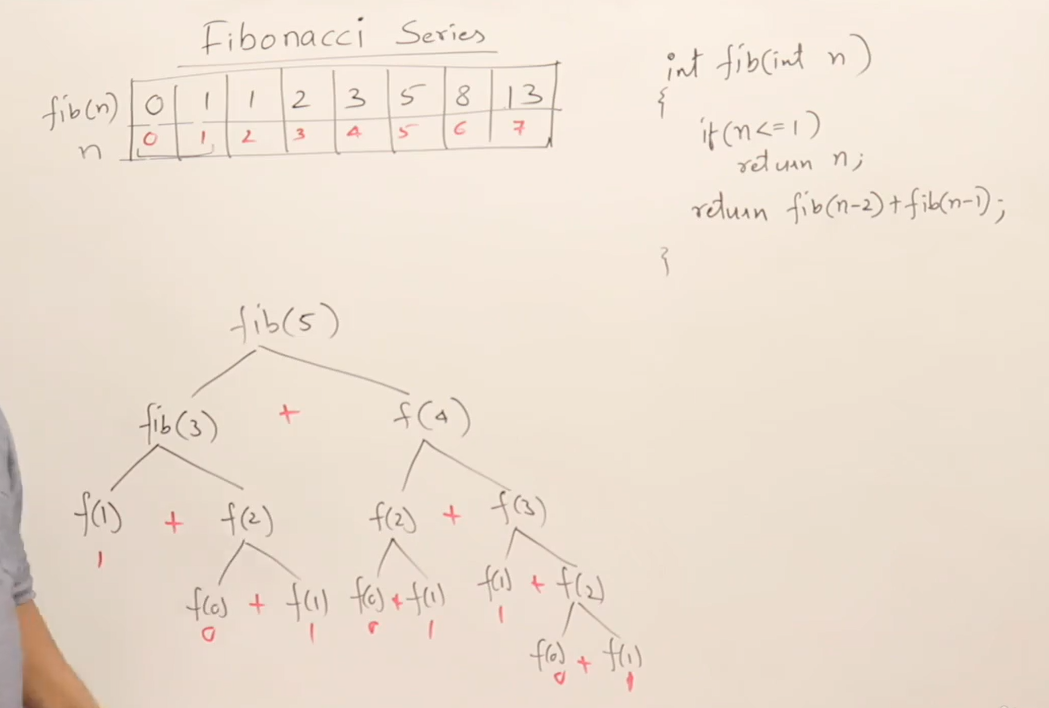 Fibonacci Series
fib(n) 0 1 1 2 3 5 8 13
n 0 1 2 3 4 5 6 7
int fib(int n)
{
if(n<=1)
return n;
return fib(n-2)+fib(n-1);
}
fib(5)
fib(3) + f(4)
f(1) + f(2) f(2) + f(3)
1
f(0) + f(1) f(0) + f(1) f(1) + f(2)
0 1 0 1 1
f(0) + f(1)
0 1